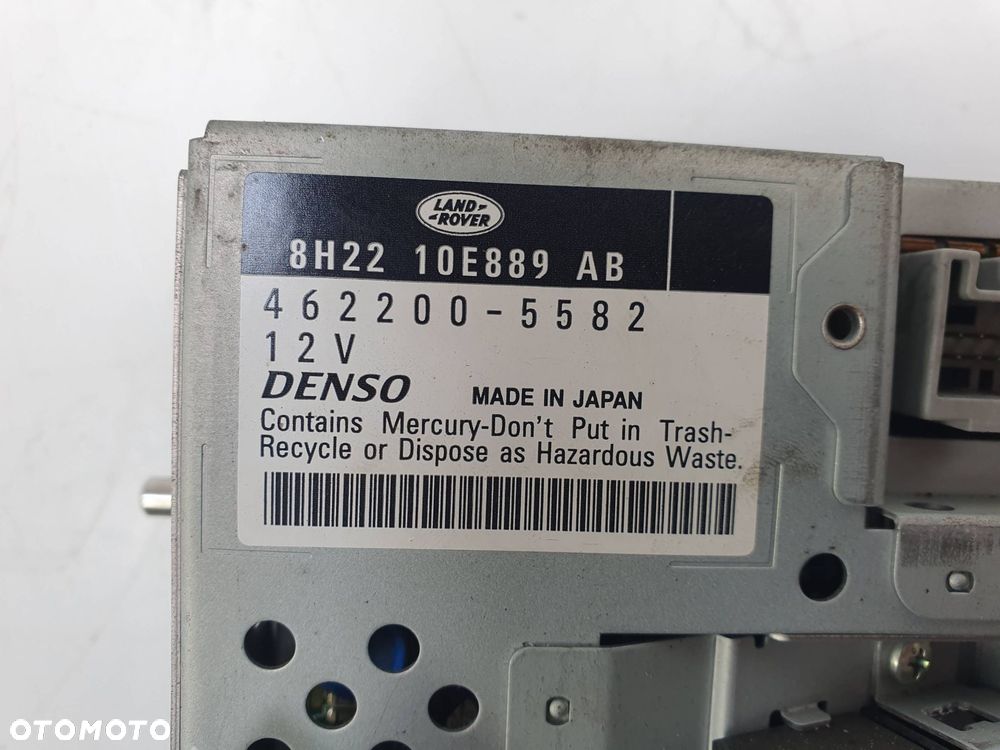 LAND-
-ROVER
8H22 10E889 AB
462200-5582
12V
DENSO MADE IN JAPAN
Contains Mercury-Don't Put in Trash-
Recycle or Dispose as Hazardous Waste.
OTOMOTO